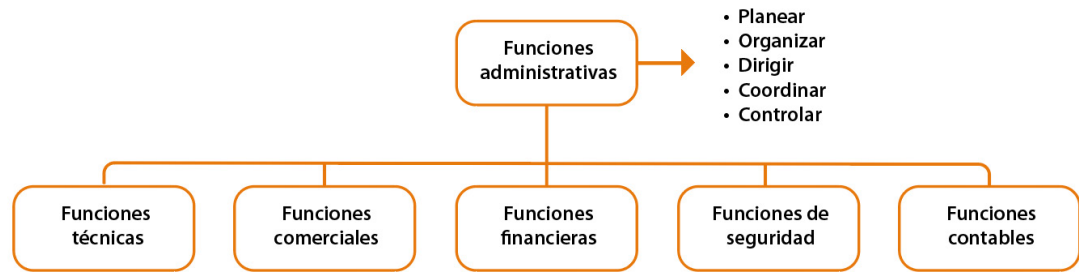 Funciones
administrativas
• Planear
• Organizar
• Dirigir
• Coordinar
• Controlar
Funciones
técnicas
Funciones
comerciales
Funciones
financieras
Funciones de
seguridad
Funciones
contables